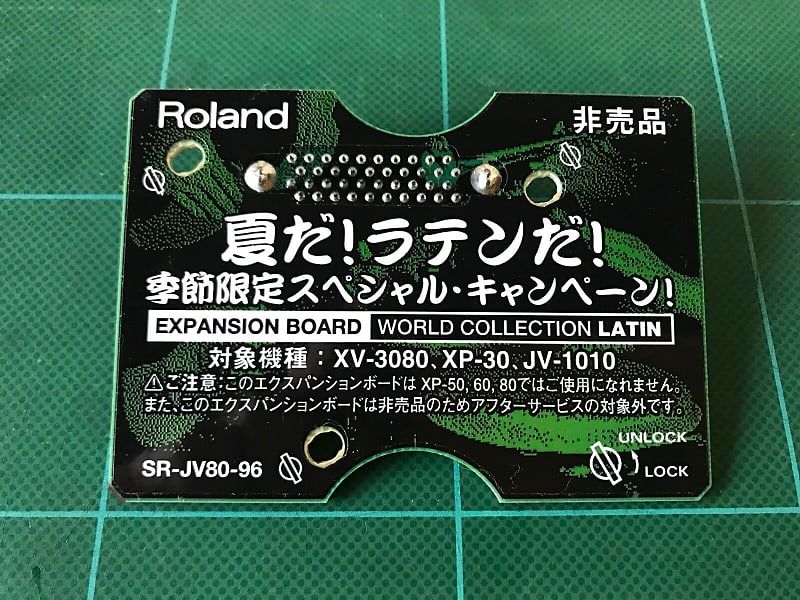 Roland
非売品
夏だ!ラテンだ!
季節限定スペシャル・キャンペーン!
EXPANSION BOARD WORLD COLLECTION LATIN
対象機種：XV-3080、XP-30、JV-1010
⚠ご注意：このエクスパンションボードは XP-50, 60, 80ではご使用になれません。
また、このエクスパンションボードは非売品のためアフターサービスの対象外です。
UNLOCK
SR-JV80-96
LOCK